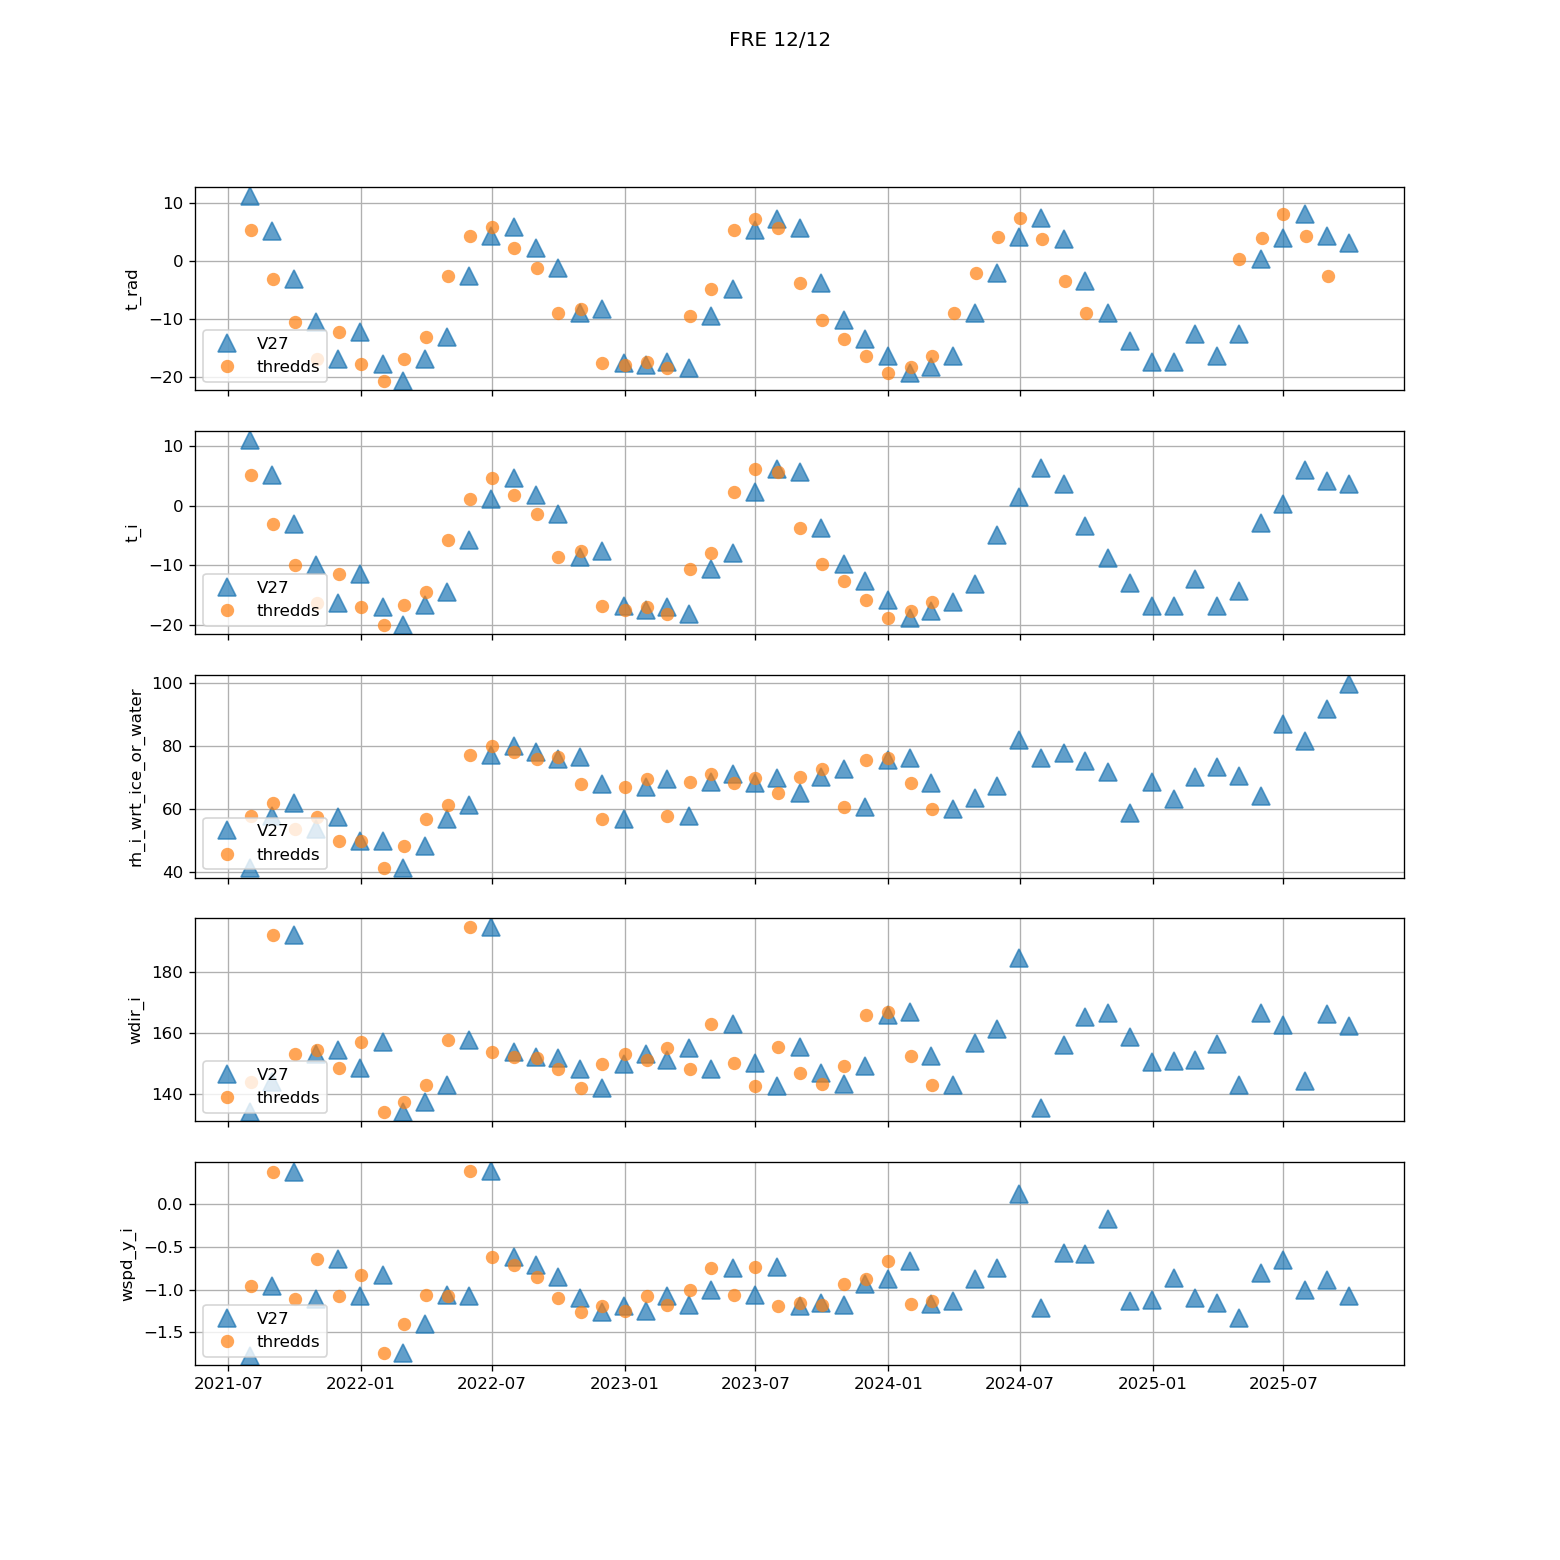 FRE 12/12
10
0
−10
−20
t_rad
V27
thredds
10
0
−10
−20
t_i
V27
thredds
100
80
60
40
rh_i_wrt_ice_or_water
V27
thredds
180
160
140
wdir_i
V27
thredds
0.0
−0.5
−1.0
−1.5
wspd_y_i
V27
thredds
2021-07 2022-01 2022-07 2023-01 2023-07 2024-01 2024-07 2025-01 2025-07